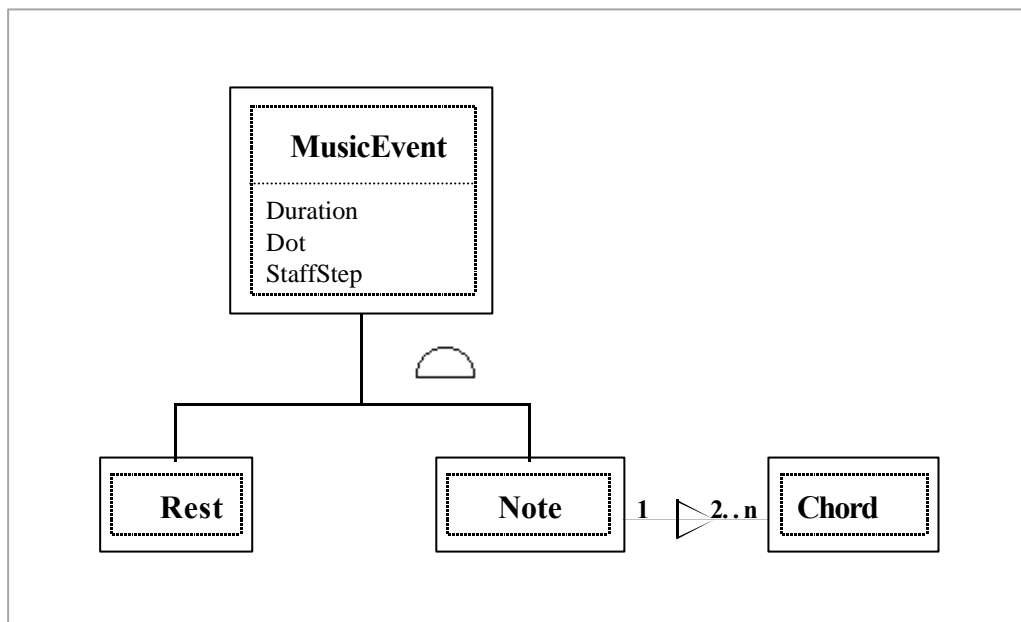 MusicEvent
Duration
Dot
StaffStep
Rest
Note
1
2..n
Chord